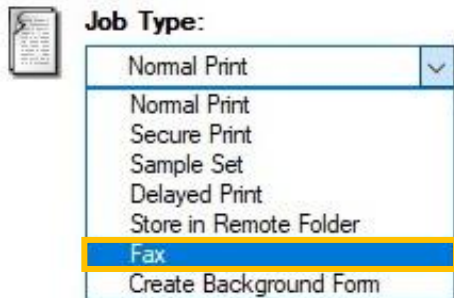 Job Type:
Normal Print
Normal Print
Secure Print
Sample Set
Delayed Print
Store in Remote Folder
Fax
Create Background Form